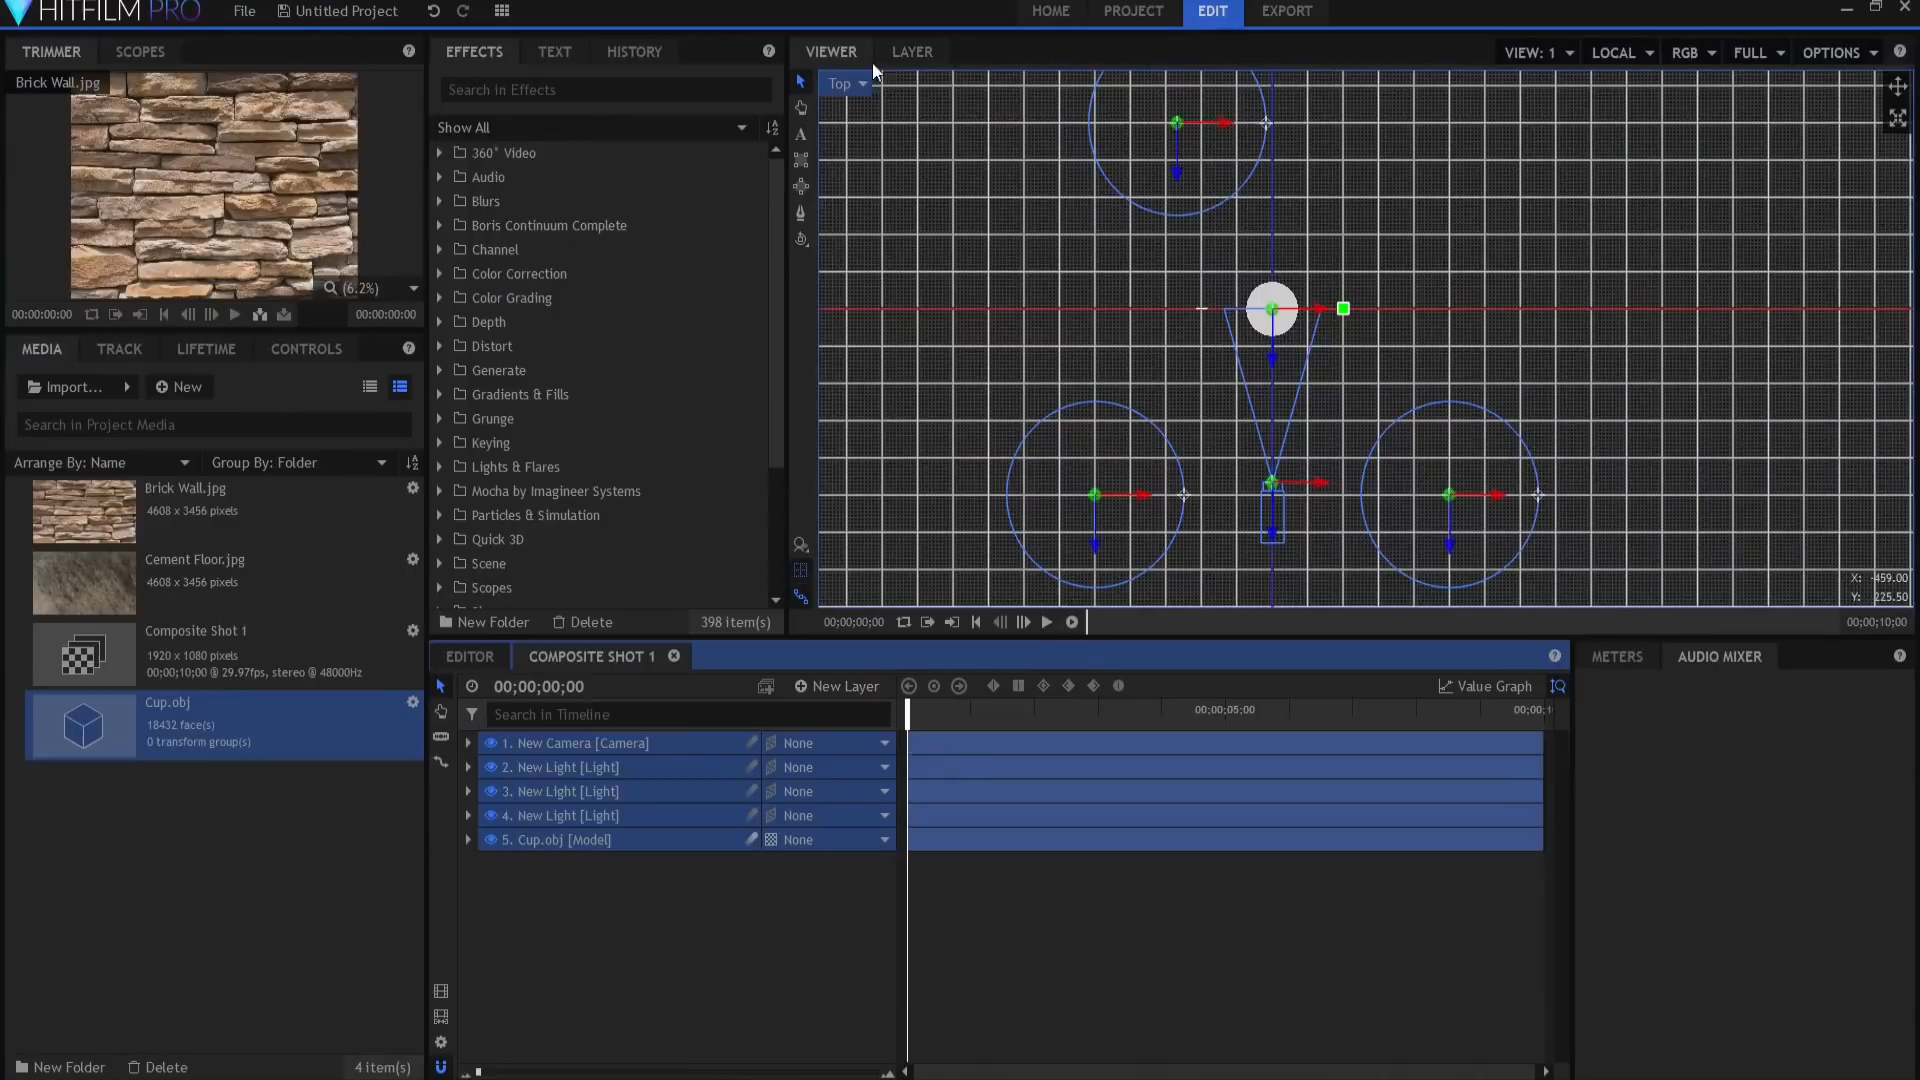 HITFILM PRO
File
Untitled Project
HOME
PROJECT
EDIT
EXPORT
TRIMMER
SCOPES
Brick Wall.jpg
(6.2%)
00:00:00:00
00:00:00:00
MEDIA
TRACK
LIFETIME
CONTROLS
Import...
New
Search in Project Media
Arrange By: Name
Group By: Folder
Brick Wall.jpg
4608 x 3456 pixels
Cement Floor.jpg
4608 x 3456 pixels
Composite Shot 1
1920 x 1080 pixels
00;00;10;00 @ 29.97fps, stereo @ 48000Hz
Cup.obj
18432 face(s)
0 transform group(s)
New Folder
Delete
4 item(s)
EFFECTS
TEXT
HISTORY
Search in Effects
Show All
360° Video
Audio
Blurs
Boris Continuum Complete
Channel
Color Correction
Color Grading
Depth
Distort
Generate
Gradients & Fills
Grunge
Keying
Lights & Flares
Mocha by Imagineer Systems
Particles & Simulation
Quick 3D
Scene
Scopes
New Folder
Delete
398 item(s)
VIEWER
LAYER
VIEW: 1
LOCAL
RGB
FULL
OPTIONS
Top
X: -459.00
Y: 225.50
00;00;00;00
00;00;10;00
EDITOR
COMPOSITE SHOT 1
00;00;00;00
New Layer
Value Graph
Search in Timeline
00;00;05;00
1. New Camera [Camera]
None
2. New Light [Light]
None
3. New Light [Light]
None
4. New Light [Light]
None
5. Cup.obj [Model]
None
METERS
AUDIO MIXER